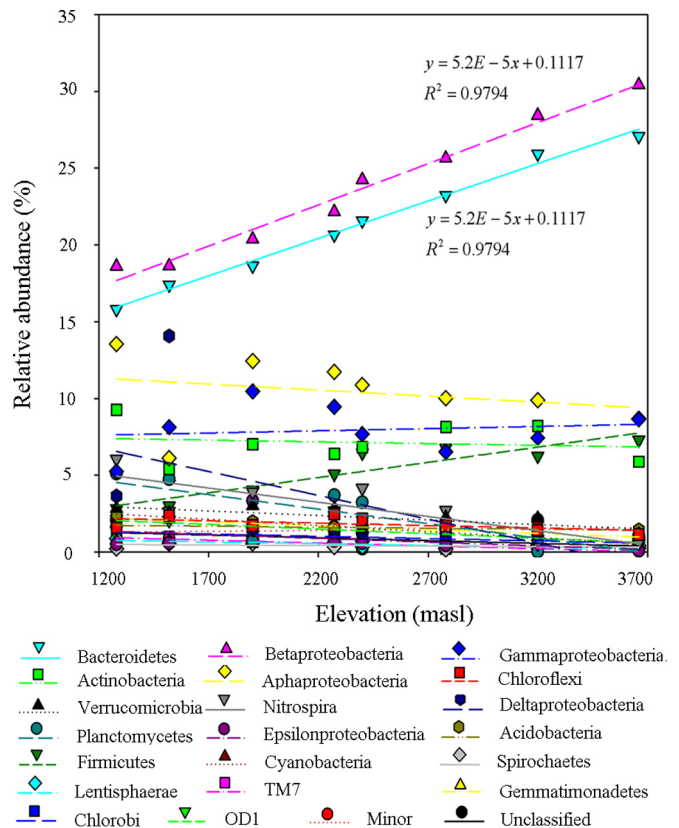 35
30
25
20
15
10
5
0
Relative abundance (%)
y = 5.2E − 5x + 0.1117
R² = 0.9794
y = 5.2E − 5x + 0.1117
R² = 0.9794
1200 1700 2200 2700 3200 3700
Elevation (masl)
Bacteroidetes Betaproteobacteria Gammaproteobacteria.
Actinobacteria Aphaproteobacteria Chloroflexi
Verrucomicrobia Nitrospira Deltaproteobacteria
Planctomycetes Epsilonproteobacteria Acidobacteria
Firmicutes Cyanobacteria Spirochaetes
Lentisphaerae TM7 Gemmatimonadetes
Chlorobi OD1 Minor Unclassified